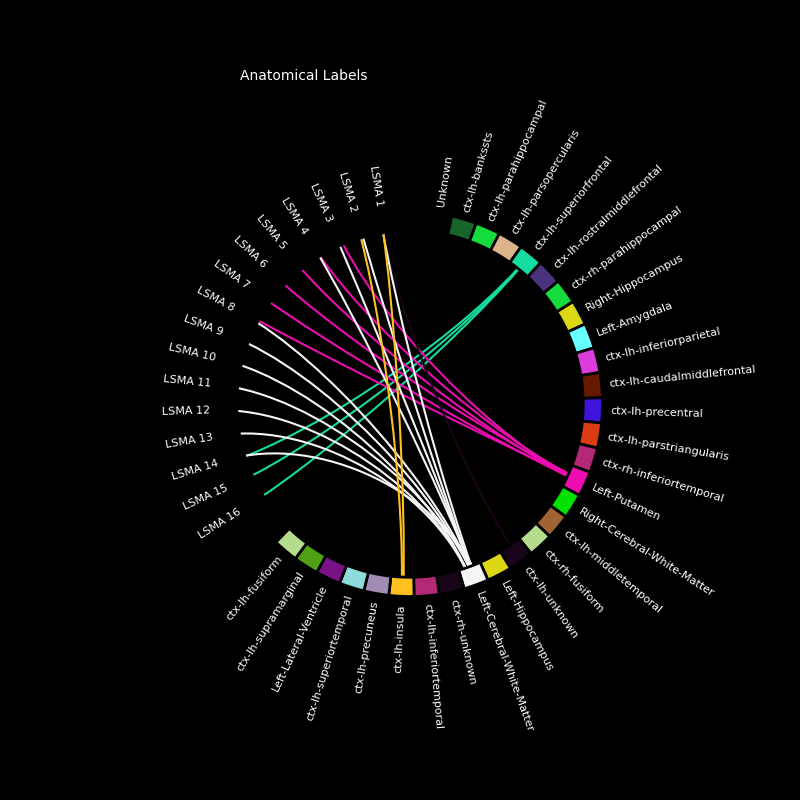 Anatomical Labels
LSMA 1
LSMA 2
LSMA 3
LSMA 4
LSMA 5
LSMA 6
LSMA 7
LSMA 8
LSMA 9
LSMA 10
LSMA 11
LSMA 12
LSMA 13
LSMA 14
LSMA 15
LSMA 16
ctx-lh-fusiform
ctx-lh-supramarginal
Left-Lateral-Ventricle
ctx-lh-superiortemporal
ctx-lh-precuneus
ctx-lh-insula
ctx-lh-inferiortemporal
ctx-rh-unknown
Left-Cerebral-White-Matter
Left-Hippocampus
ctx-lh-unknown
ctx-rh-fusiform
ctx-lh-middletemporal
Right-Cerebral-White-Matter
Left-Putamen
ctx-rh-inferiortemporal
ctx-lh-parstriangularis
ctx-lh-precentral
ctx-lh-caudalmiddlefrontal
ctx-lh-inferiorparietal
Left-Amygdala
Right-Hippocampus
ctx-rh-parahippocampal
ctx-lh-rostralmiddlefrontal
ctx-lh-superiorfrontal
ctx-lh-parsopercularis
ctx-lh-parahippocampal
ctx-lh-bankssts
Unknown